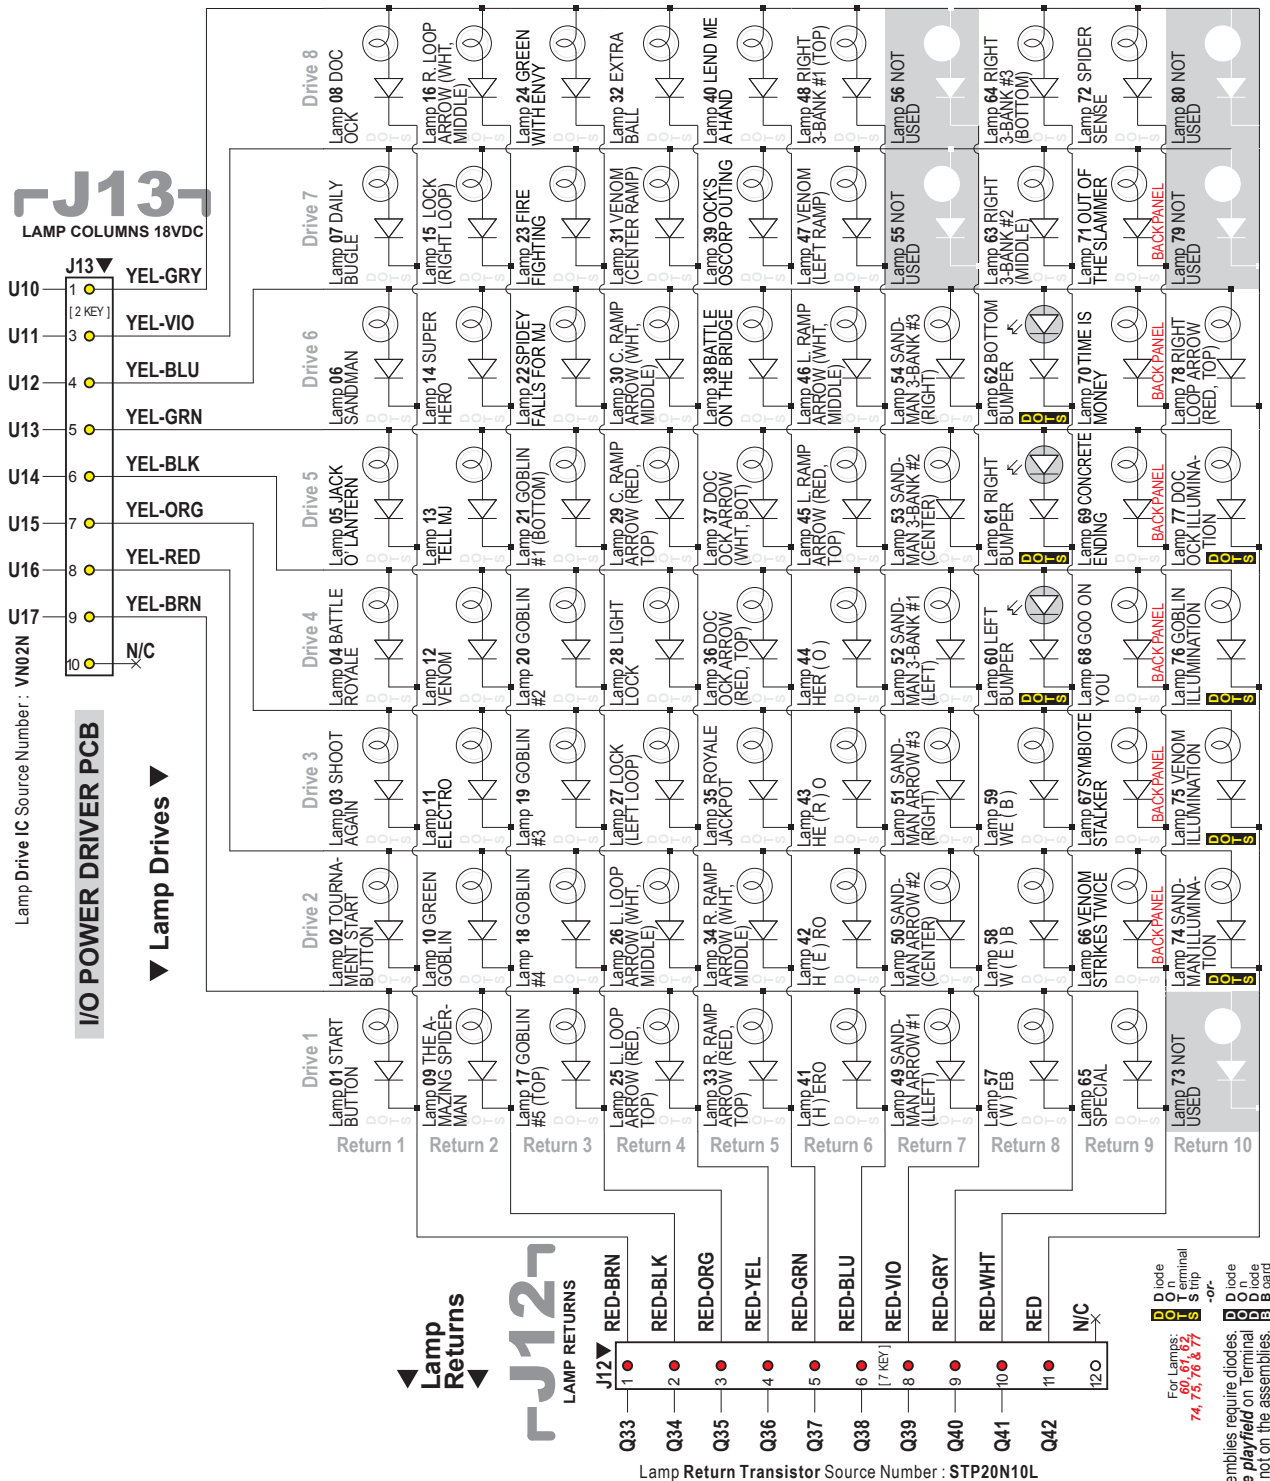 J13
LAMP COLUMNS 18VDC
J13▼
U10 1 YEL-GRY
[ 2 KEY ]
U11 3 YEL-VIO
U12 4 YEL-BLU
U13 5 YEL-GRN
U14 6 YEL-BLK
U15 7 YEL-ORG
U16 8 YEL-RED
U17 9 YEL-BRN
10 N/C
Lamp Drive IC Source Number : VN02N
I/O POWER DRIVER PCB
▼ Lamp Drives ▼
Drive 8
Lamp 08 DOC
OCK
Lamp 16 R. LOOP
ARROW (WHT,
MIDDLE)
Lamp 24 GREEN
WITH ENVY
Lamp 32 EXTRA
BALL
Lamp 40 LEND ME
A HAND
Lamp 48 RIGHT
3-BANK #1 (TOP)
Lamp 56 NOT
USED
Lamp 64 RIGHT
3-BANK #3
(BOTTOM)
Lamp 72 SPIDER
SENSE
Lamp 80 NOT
USED
Drive 7
Lamp 07 DAILY
BUGLE
Lamp 15 LOCK
(RIGHT LOOP)
Lamp 23 FIRE
FIGHTING
Lamp 31 VENOM
(CENTER RAMP)
Lamp 39 OCK'S
OSCORP OUTING
Lamp 47 VENOM
(LEFT RAMP)
Lamp 55 NOT
USED
Lamp 63 RIGHT
3-BANK #2
(MIDDLE)
Lamp 71 OUT OF
THE SLAMMER
BACKPANEL
Lamp 79 NOT
USED
Drive 6
Lamp 06
SANDMAN
Lamp 14 SUPER
HERO
Lamp 22 SPIDEY
FALLS FOR MJ
Lamp 30 C. RAMP
ARROW (WHT,
MIDDLE)
Lamp 38 BATTLE
ON THE BRIDGE
Lamp 46 L. RAMP
ARROW (WHT,
MIDDLE)
Lamp 54 SAND-
MAN 3-BANK #3
(RIGHT)
Lamp 62 BOTTOM
BUMPER
DOTS
Lamp 70 TIME IS
MONEY
BACKPANEL
Lamp 78 RIGHT
LOOP ARROW
(RED, TOP)
Drive 5
Lamp 05 JACK
O' LANTERN
Lamp 13
TELL MJ
Lamp 21 GOBLIN
#1 (BOTTOM)
Lamp 29 C. RAMP
ARROW (RED,
TOP)
Lamp 37 DOC
OCK ARROW
(WHT, BOT)
Lamp 45 L. RAMP
ARROW (RED,
TOP)
Lamp 53 SAND-
MAN 3-BANK #2
(CENTER)
Lamp 61 RIGHT
BUMPER
DOTS
Lamp 69 CONCRETE
ENDING
BACKPANEL
Lamp 77 DOC
OCK ILLUMINA-
TION
DOTS
Drive 4
Lamp 04 BATTLE
ROYALE
Lamp 12
VENOM
Lamp 20 GOBLIN
#2
Lamp 28 LIGHT
LOCK
Lamp 36 DOC
OCK ARROW
(RED, TOP)
Lamp 44
HER ( O )
Lamp 52 SAND-
MAN 3-BANK #1
(LEFT)
Lamp 60 LEFT
BUMPER
DOTS
Lamp 68 GOO ON
YOU
BACKPANEL
Lamp 76 GOBLIN
ILLUMINATION
DOTS
Drive 3
Lamp 03 SHOOT
AGAIN
Lamp 11
ELECTRO
Lamp 19 GOBLIN
#3
Lamp 27 LOCK
(LEFT LOOP)
Lamp 35 ROYALE
JACKPOT
Lamp 43
HE ( R ) O
Lamp 51 SAND-
MAN ARROW #3
(RIGHT)
Lamp 59
WE ( B )
Lamp 67 SYMBIOTE
STALKER
BACKPANEL
Lamp 75 VENOM
ILLUMINATION
DOTS
Drive 2
Lamp 02 TOURNA-
MENT START
BUTTON
Lamp 10 GREEN
GOBLIN
Lamp 18 GOBLIN
#4
Lamp 26 L. LOOP
ARROW (WHT,
MIDDLE)
Lamp 34 R. RAMP
ARROW (WHT,
MIDDLE)
Lamp 42
H ( E ) RO
Lamp 50 SAND-
MAN ARROW #2
(CENTER)
Lamp 58
W ( E ) B
Lamp 66 VENOM
STRIKES TWICE
BACKPANEL
Lamp 74 SAND-
MAN ILLUMINA-
TION
DOTS
Drive 1
Lamp 01 START
BUTTON
Lamp 09 THE A-
MAZING SPIDER-
MAN
Lamp 17 GOBLIN
#5 (TOP)
Lamp 25 L. LOOP
ARROW (RED,
TOP)
Lamp 33 R. RAMP
ARROW (RED,
TOP)
Lamp 41
( H ) ERO
Lamp 49 SAND-
MAN ARROW #1
(LLEFT)
Lamp 57
( W ) EB
Lamp 65
SPECIAL
Lamp 73 NOT
USED
Return 1
Return 2
Return 3
Return 4
Return 5
Return 6
Return 7
Return 8
Return 9
Return 10
▼ Lamp
Returns ▼
J12
LAMP RETURNS
J12▼
Q33 1 RED-BRN
Q34 2 RED-BLK
Q35 3 RED-ORG
Q36 4 RED-YEL
Q37 5 RED-GRN
Q38 6 RED-BLU
[ 7 KEY ]
Q39 8 RED-VIO
Q40 9 RED-GRY
Q41 10 RED-WHT
Q42 11 RED
12 N/C
Lamp Return Transistor Source Number : STP20N10L
For Lamps:
60, 61, 62,
74, 75, 76 & 77
D Diode
O On
T Terminal
S Strip
-or-
D Diode
O On
D Diode
B Board
emblies require diodes.
e playfield on Terminal
not on the assemblies.